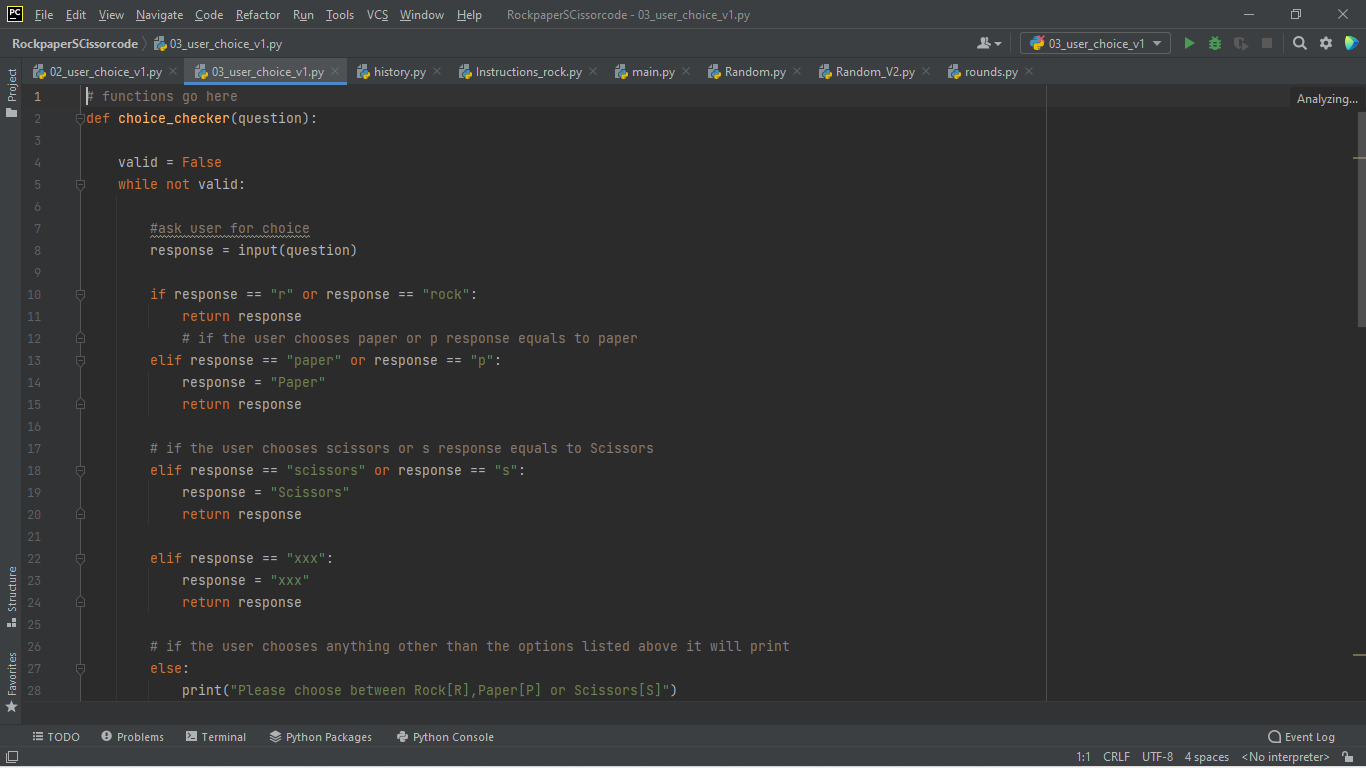 PC File Edit View Navigate Code Refactor Run Tools VCS Window Help RockpaperSCissorcode - 03_user_choice_v1.py
RockpaperSCissorcode 03_user_choice_v1.py 03_user_choice_v1
02_user_choice_v1.py 03_user_choice_v1.py history.py Instructions_rock.py main.py Random.py Random_V2.py rounds.py
Project
Analyzing...
1 # functions go here
2 def choice_checker(question):
3
4 valid = False
5 while not valid:
6
7 #ask user for choice
8 response = input(question)
9
10 if response == "r" or response == "rock":
11 return response
12 # if the user chooses paper or p response equals to paper
13 elif response == "paper" or response == "p":
14 response = "Paper"
15 return response
16
17 # if the user chooses scissors or s response equals to Scissors
18 elif response == "scissors" or response == "s":
19 response = "Scissors"
20 return response
21
22 elif response == "xxx":
23 response = "xxx"
24 return response
25
26 # if the user chooses anything other than the options listed above it will print
27 else:
28 print("Please choose between Rock[R],Paper[P] or Scissors[S]")
Structure
Favorites
TODO Problems Terminal Python Packages Python Console Event Log
1:1 CRLF UTF-8 4 spaces <No interpreter>